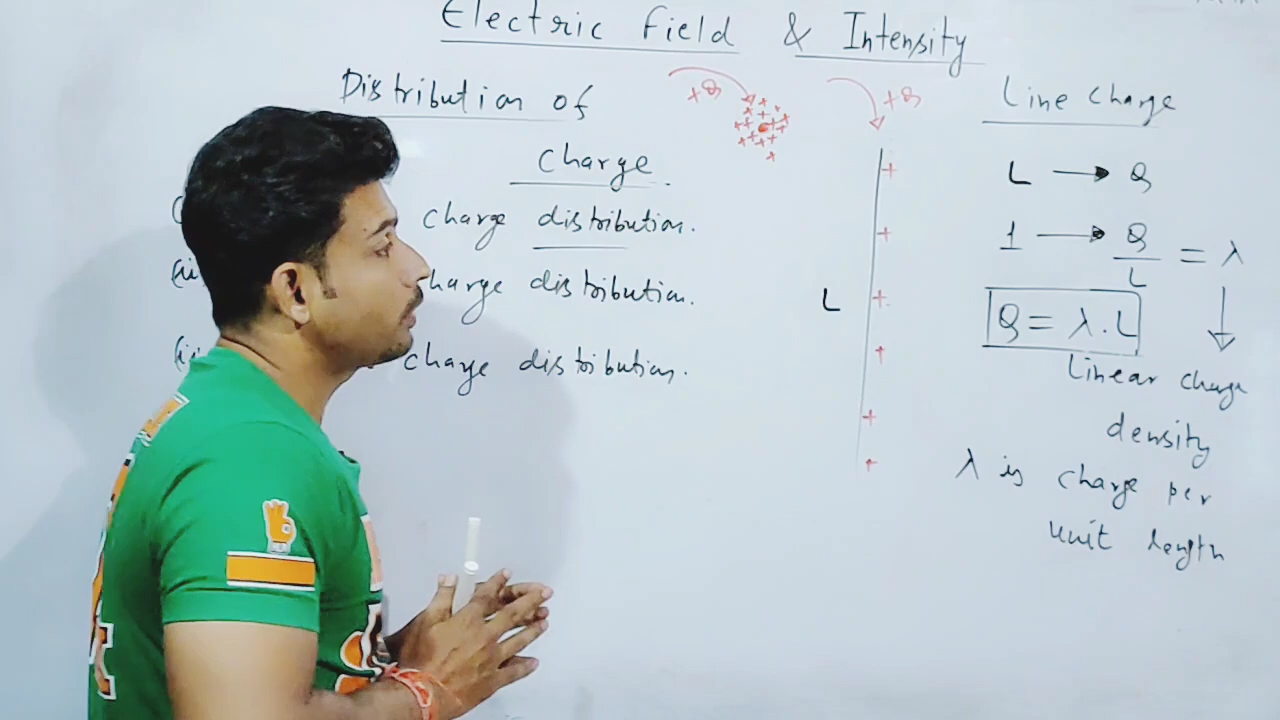 Electric Field & Intensity
Distribution of
Charge
charge distribution.
charge distribution.
charge distribution.
+Q
+Q
L
Line Charge
L → Q
1 → Q/L = λ
Q = λ.L
Linear charge
density
λ is charge per
unit length